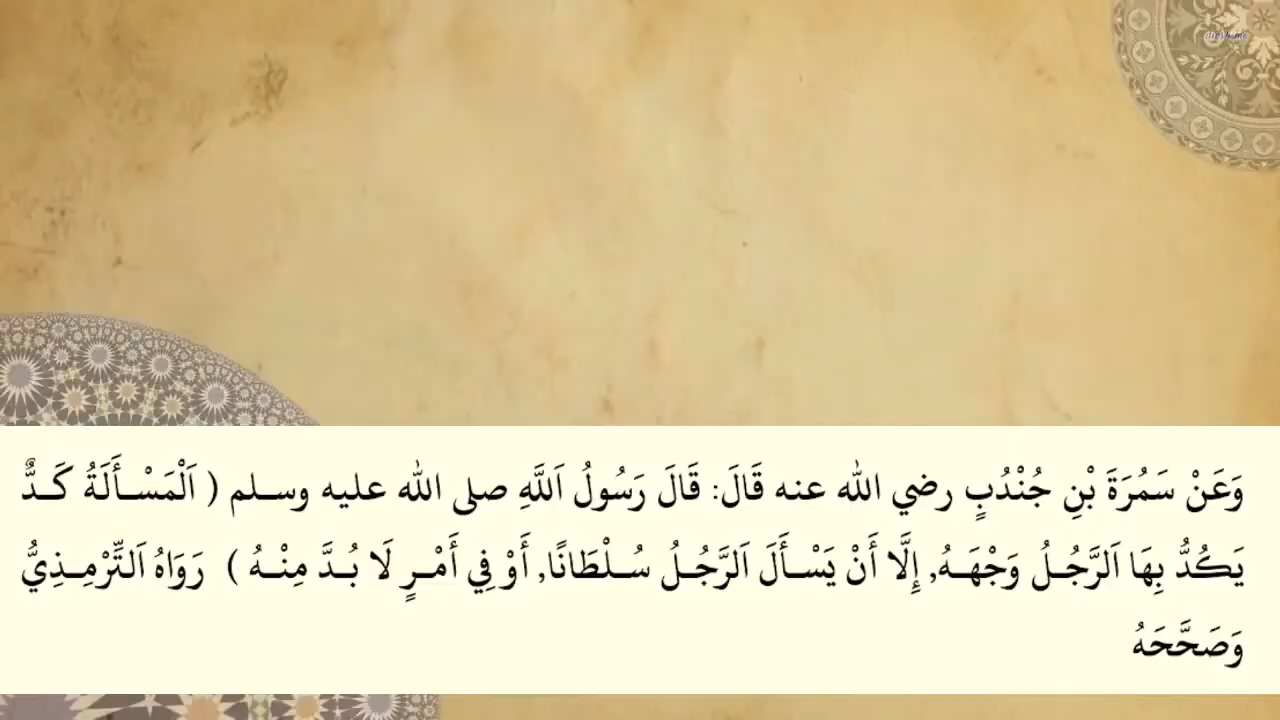 وَعَنْ سَمُرَةَ بْنِ جُنْدُبٍ رضي الله عنه قَالَ: قَالَ رَسُولُ اَللَّهِ صلى الله عليه وسلم ( اَلْمَسْأَلَةُ كَدٌّ
يَكُدُّ بِهَا اَلرَّجُلُ وَجْهَهُ, إِلَّا أَنْ يَسْأَلَ اَلرَّجُلُ سُلْطَانًا, أَوْ فِي أَمْرٍ لَا بُدَّ مِنْهُ ) رَوَاهُ اَلتِّرْمِذِيُّ
وَصَحَّحَهُ